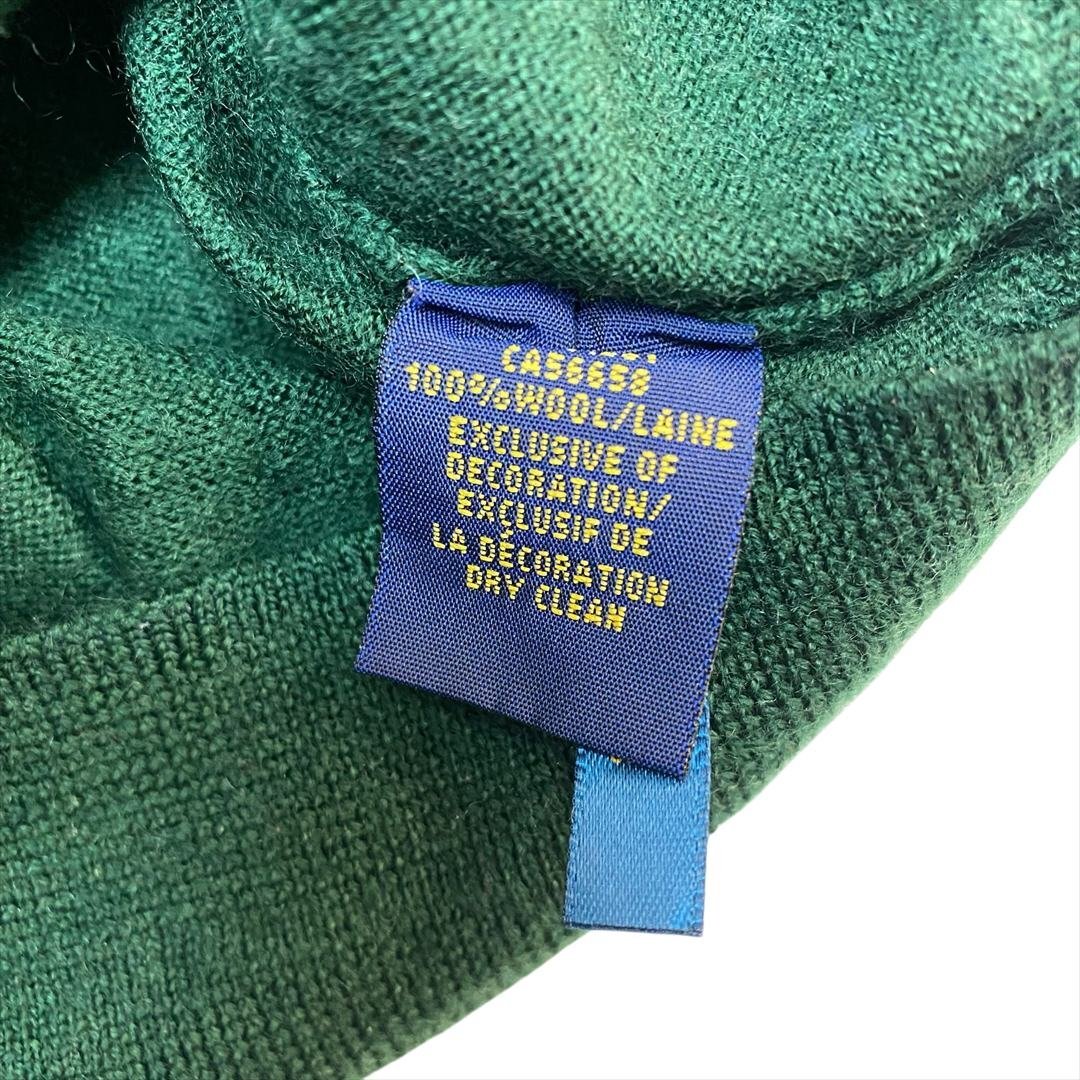 CA56658
100%WOOL/LAINE
EXCLUSIVE OF
DECORATION/
EXCLUSIF DE
LA DÉCORATION
DRY CLEAN